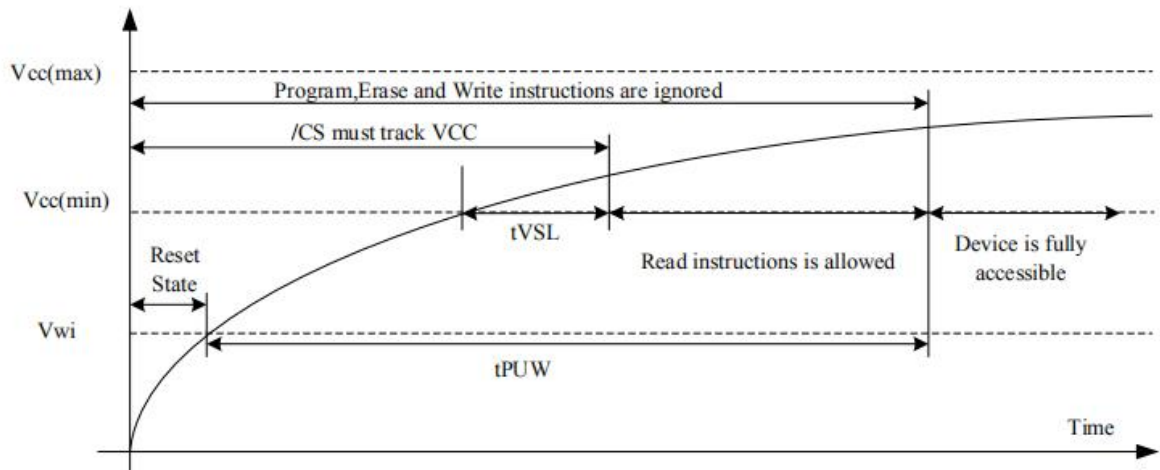 Vcc(max)
Program,Erase and Write instructions are ignored
/CS must track VCC
Vcc(min)
tVSL
Reset
State
Read instructions is allowed
Device is fully
accessible
Vwi
tPUW
Time